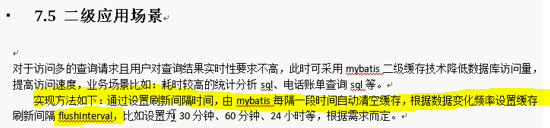 7.5 二级应用场景
对于访问多的查询请求且用户对查询结果实时性要求不高，此时可采用 mybatis 二级缓存技术降低数据库访问量，
提高访问速度，业务场景比如：耗时较高的统计分析 sql、电话账单查询 sql 等。
实现方法如下：通过设置刷新间隔时间，由 mybatis 每隔一段时间自动清空缓存，根据数据变化频率设置缓存
刷新间隔 flushInterval，比如设置为 30 分钟、60 分钟、24 小时等，根据需求而定。